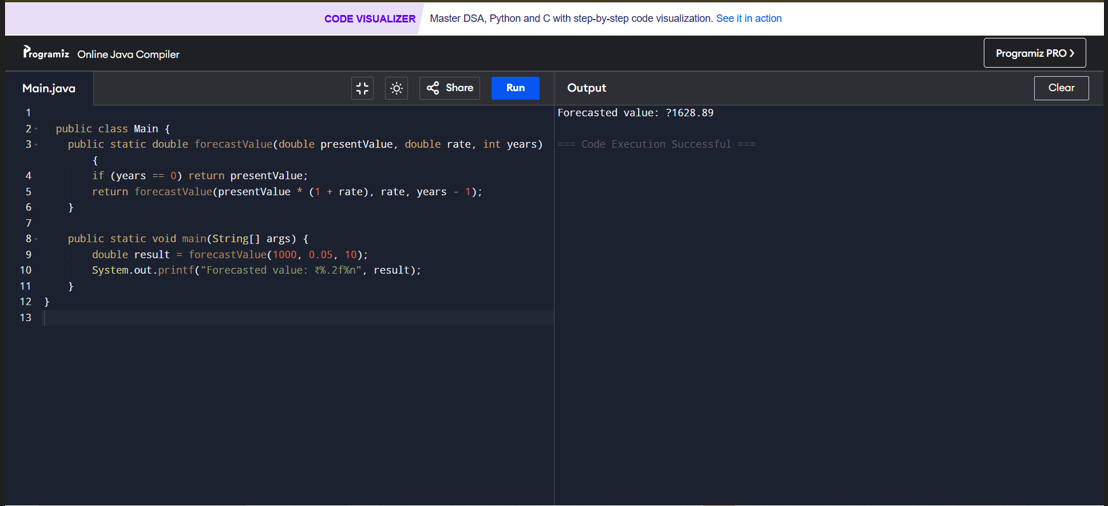 CODE VISUALIZER Master DSA, Python and C with step-by-step code visualization. See it in action
Programiz Online Java Compiler Programiz PRO >
Main.java Share Run Output Clear
1
2 public class Main {
3 public static double forecastValue(double presentValue, double rate, int years)
{
4 if (years == 0) return presentValue;
5 return forecastValue(presentValue * (1 + rate), rate, years - 1);
6 }
7
8 public static void main(String[] args) {
9 double result = forecastValue(1000, 0.05, 10);
10 System.out.printf("Forecasted value: ₹%.2f%n", result);
11 }
12 }
13
Forecasted value: ?1628.89
=== Code Execution Successful ===